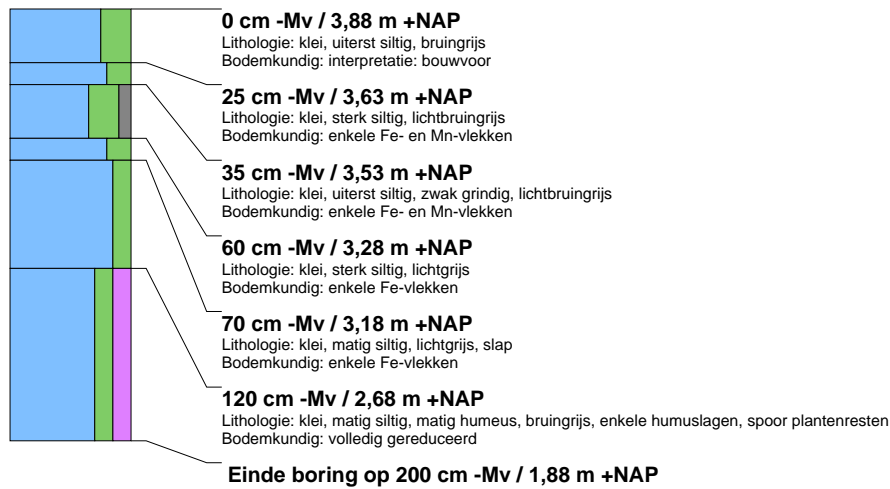 0 cm -Mv / 3,88 m +NAP
Lithologie: klei, uiterst siltig, bruingrijs
Bodemkundig: interpretatie: bouwvoor
25 cm -Mv / 3,63 m +NAP
Lithologie: klei, sterk siltig, lichtbruingrijs
Bodemkundig: enkele Fe- en Mn-vlekken
35 cm -Mv / 3,53 m +NAP
Lithologie: klei, uiterst siltig, zwak grindig, lichtbruingrijs
Bodemkundig: enkele Fe- en Mn-vlekken
60 cm -Mv / 3,28 m +NAP
Lithologie: klei, sterk siltig, lichtgrijs
Bodemkundig: enkele Fe-vlekken
70 cm -Mv / 3,18 m +NAP
Lithologie: klei, matig siltig, lichtgrijs, slap
Bodemkundig: enkele Fe-vlekken
120 cm -Mv / 2,68 m +NAP
Lithologie: klei, matig siltig, matig humeus, bruingrijs, enkele humuslagen, spoor plantenresten
Bodemkundig: volledig gereduceerd
Einde boring op 200 cm -Mv / 1,88 m +NAP